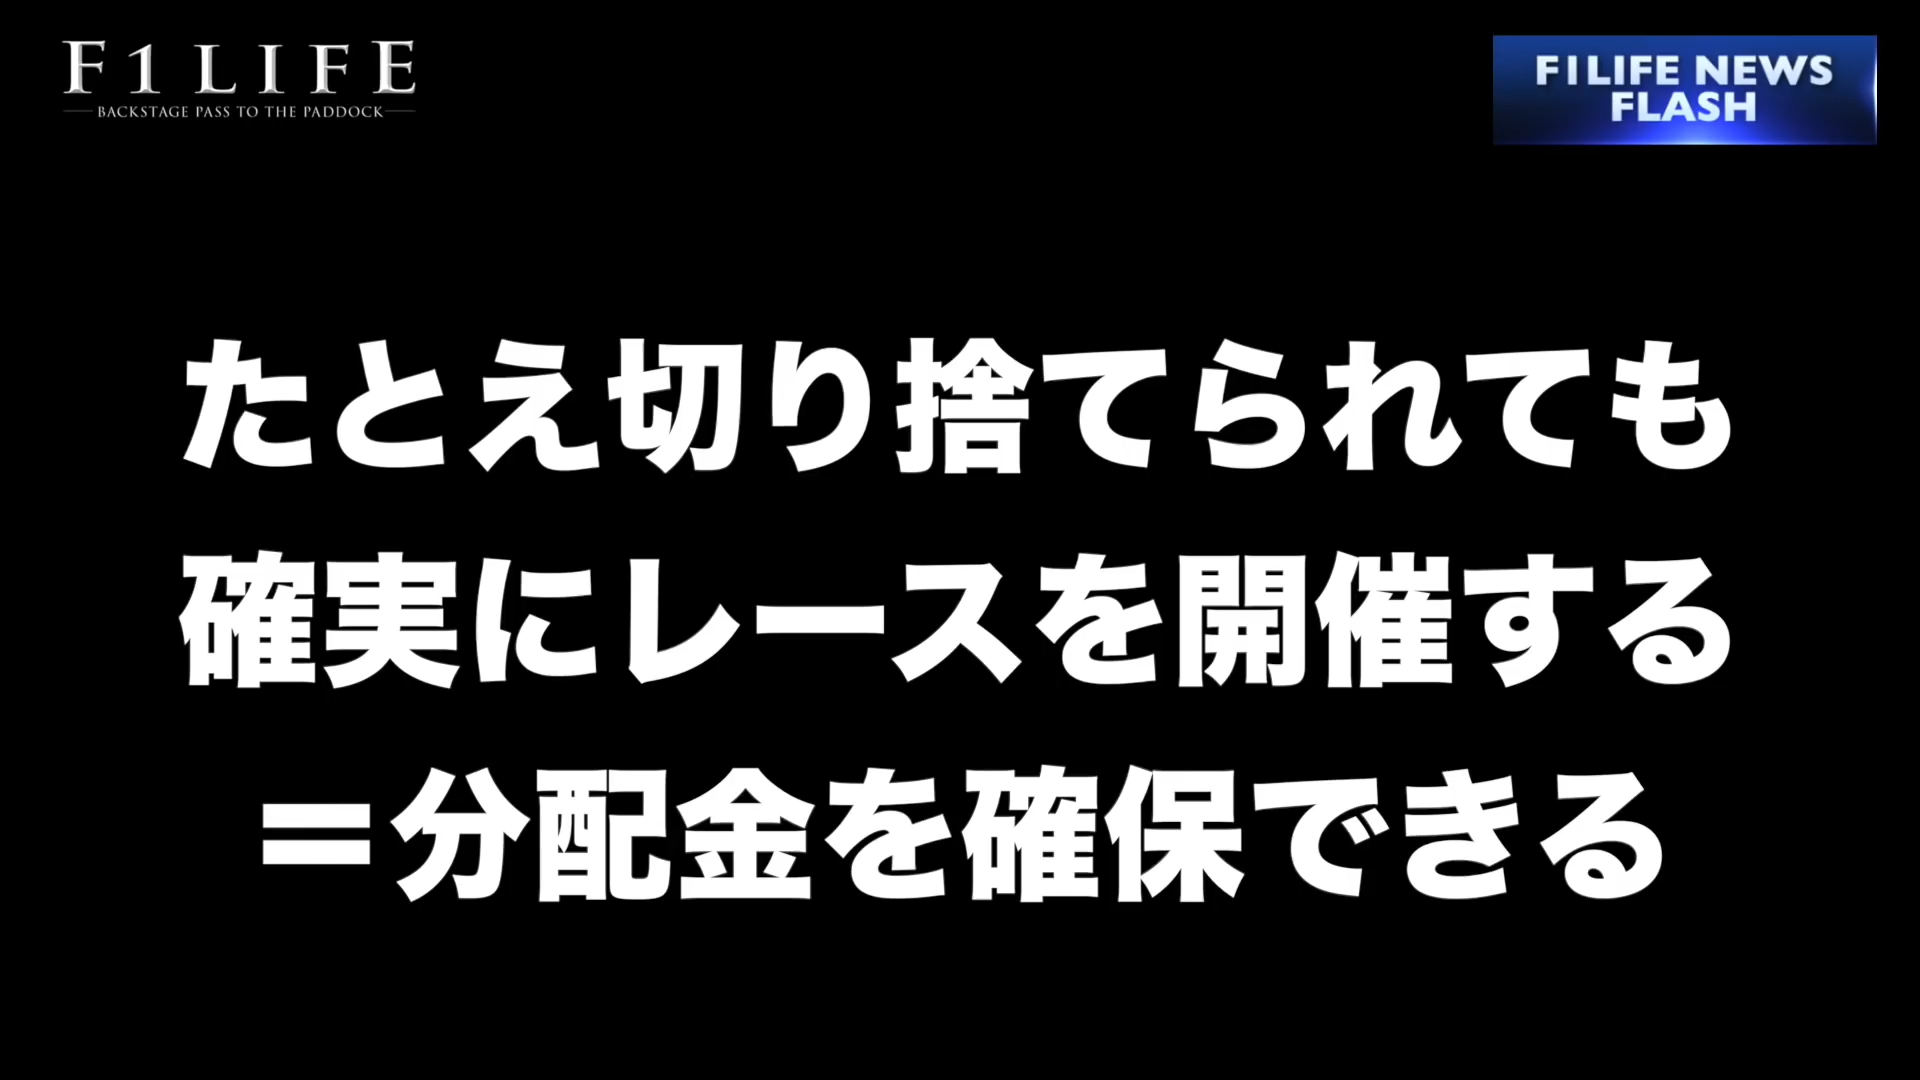 F1 LIFE
BACKSTAGE PASS TO THE PADDOCK
F1LIFE NEWS
FLASH
たとえ切り捨てられても
確実にレースを開催する
＝分配金を確保できる